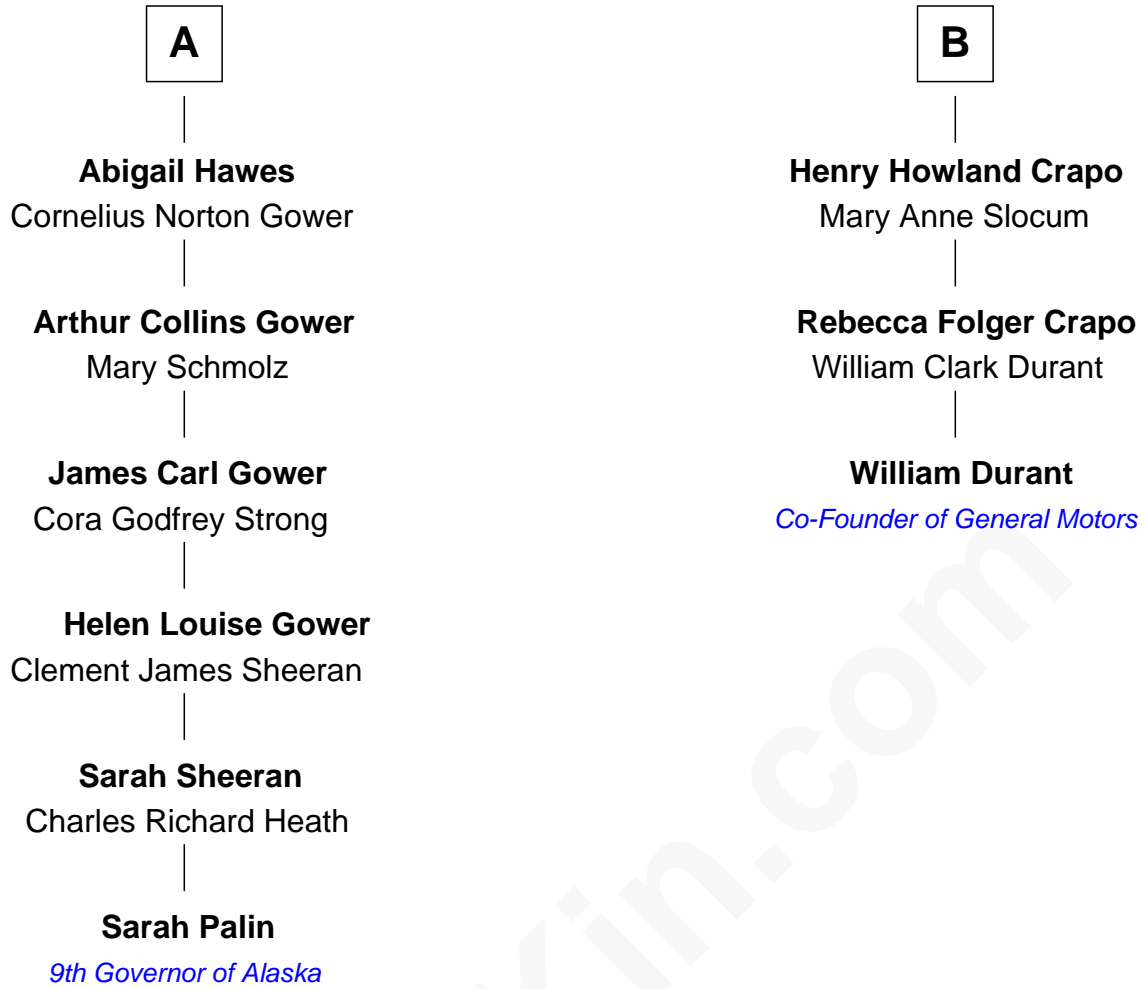 A
Abigail Hawes
Cornelius Norton Gower
Arthur Collins Gower
Mary Schmolz
James Carl Gower
Cora Godfrey Strong
Helen Louise Gower
Clement James Sheeran
Sarah Sheeran
Charles Richard Heath
Sarah Palin
9th Governor of Alaska
B
Henry Howland Crapo
Mary Anne Slocum
Rebecca Folger Crapo
William Clark Durant
William Durant
Co-Founder of General Motors
Kin.com